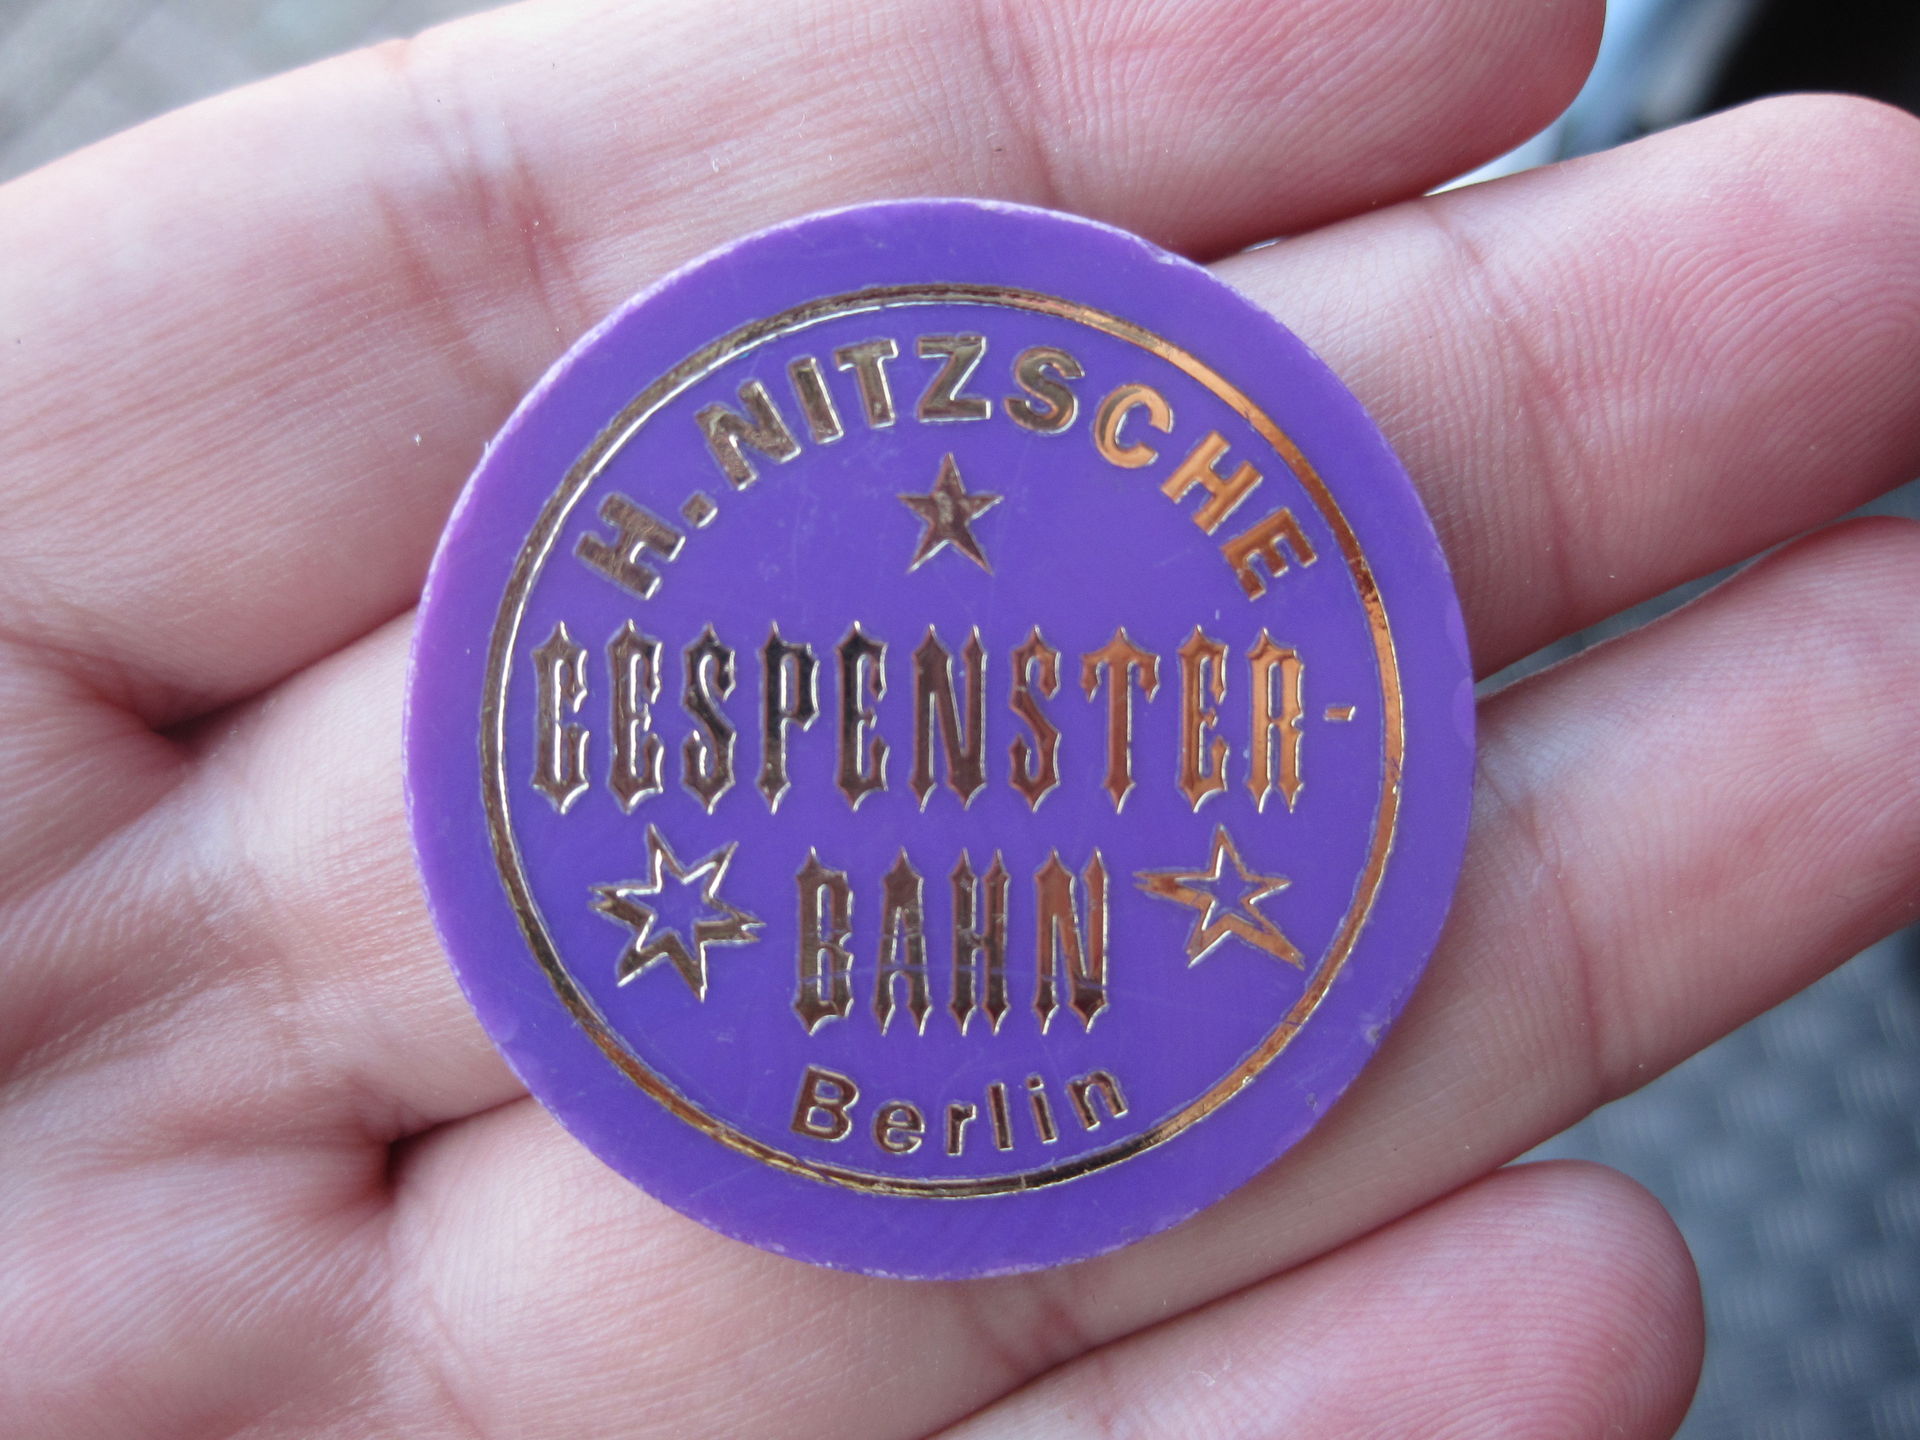 H. NITZSCHE
GESPENSTER-
BAHN
Berlin